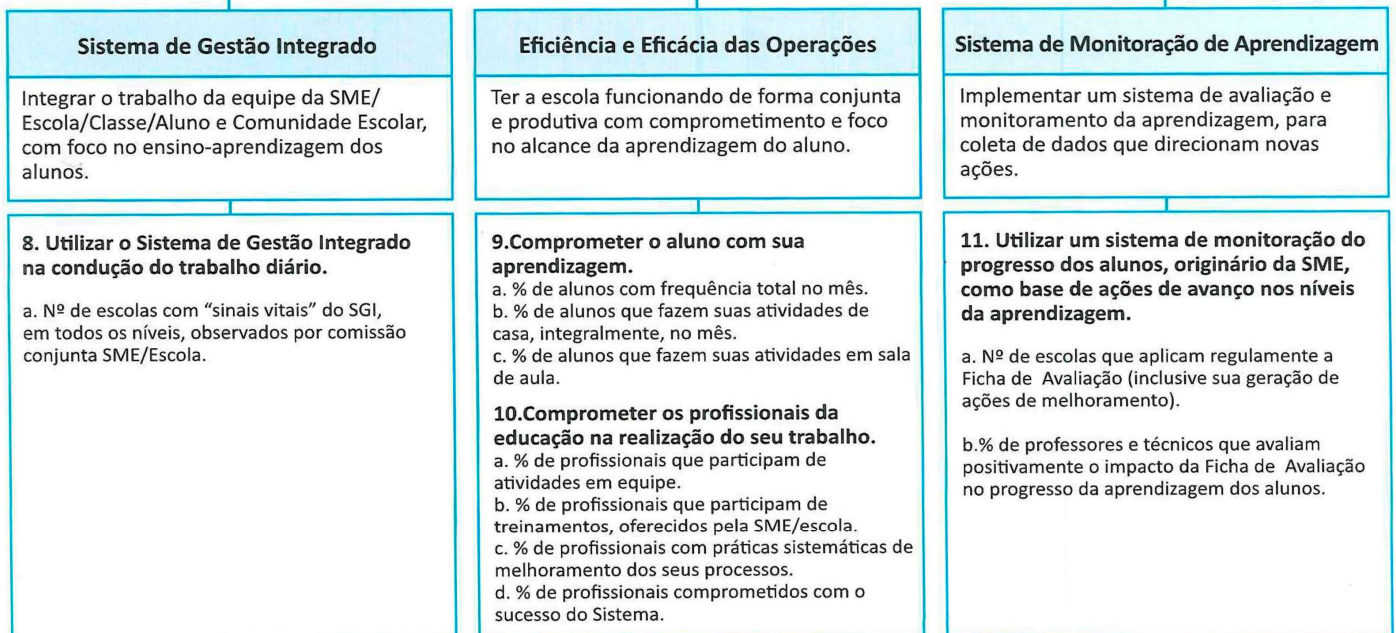 Sistema de Gestão Integrado
Integrar o trabalho da equipe da SME/
Escola/Classe/Aluno e Comunidade Escolar,
com foco no ensino-aprendizagem dos
alunos.
8. Utilizar o Sistema de Gestão Integrado
na condução do trabalho diário.
a. Nº de escolas com “sinais vitais” do SGI,
em todos os níveis, observados por comissão
conjunta SME/Escola.
Eficiência e Eficácia das Operações
Ter a escola funcionando de forma conjunta
e produtiva com comprometimento e foco
no alcance da aprendizagem do aluno.
9.Comprometer o aluno com sua
aprendizagem.
a. % de alunos com frequência total no mês.
b. % de alunos que fazem suas atividades de
casa, integralmente, no mês.
c. % de alunos que fazem suas atividades em sala
de aula.
10.Comprometer os profissionais da
educação na realização do seu trabalho.
a. % de profissionais que participam de
atividades em equipe.
b. % de profissionais que participam de
treinamentos, oferecidos pela SME/escola.
c. % de profissionais com práticas sistemáticas de
melhoramento dos seus processos.
d. % de profissionais comprometidos com o
sucesso do Sistema.
Sistema de Monitoração de Aprendizagem
Implementar um sistema de avaliação e
monitoramento da aprendizagem, para
coleta de dados que direcionam novas
ações.
11. Utilizar um sistema de monitoração do
progresso dos alunos, originário da SME,
como base de ações de avanço nos níveis
da aprendizagem.
a. Nº de escolas que aplicam regulamente a
Ficha de Avaliação (inclusive sua geração de
ações de melhoramento).
b.% de professores e técnicos que avaliam
positivamente o impacto da Ficha de Avaliação
no progresso da aprendizagem dos alunos.